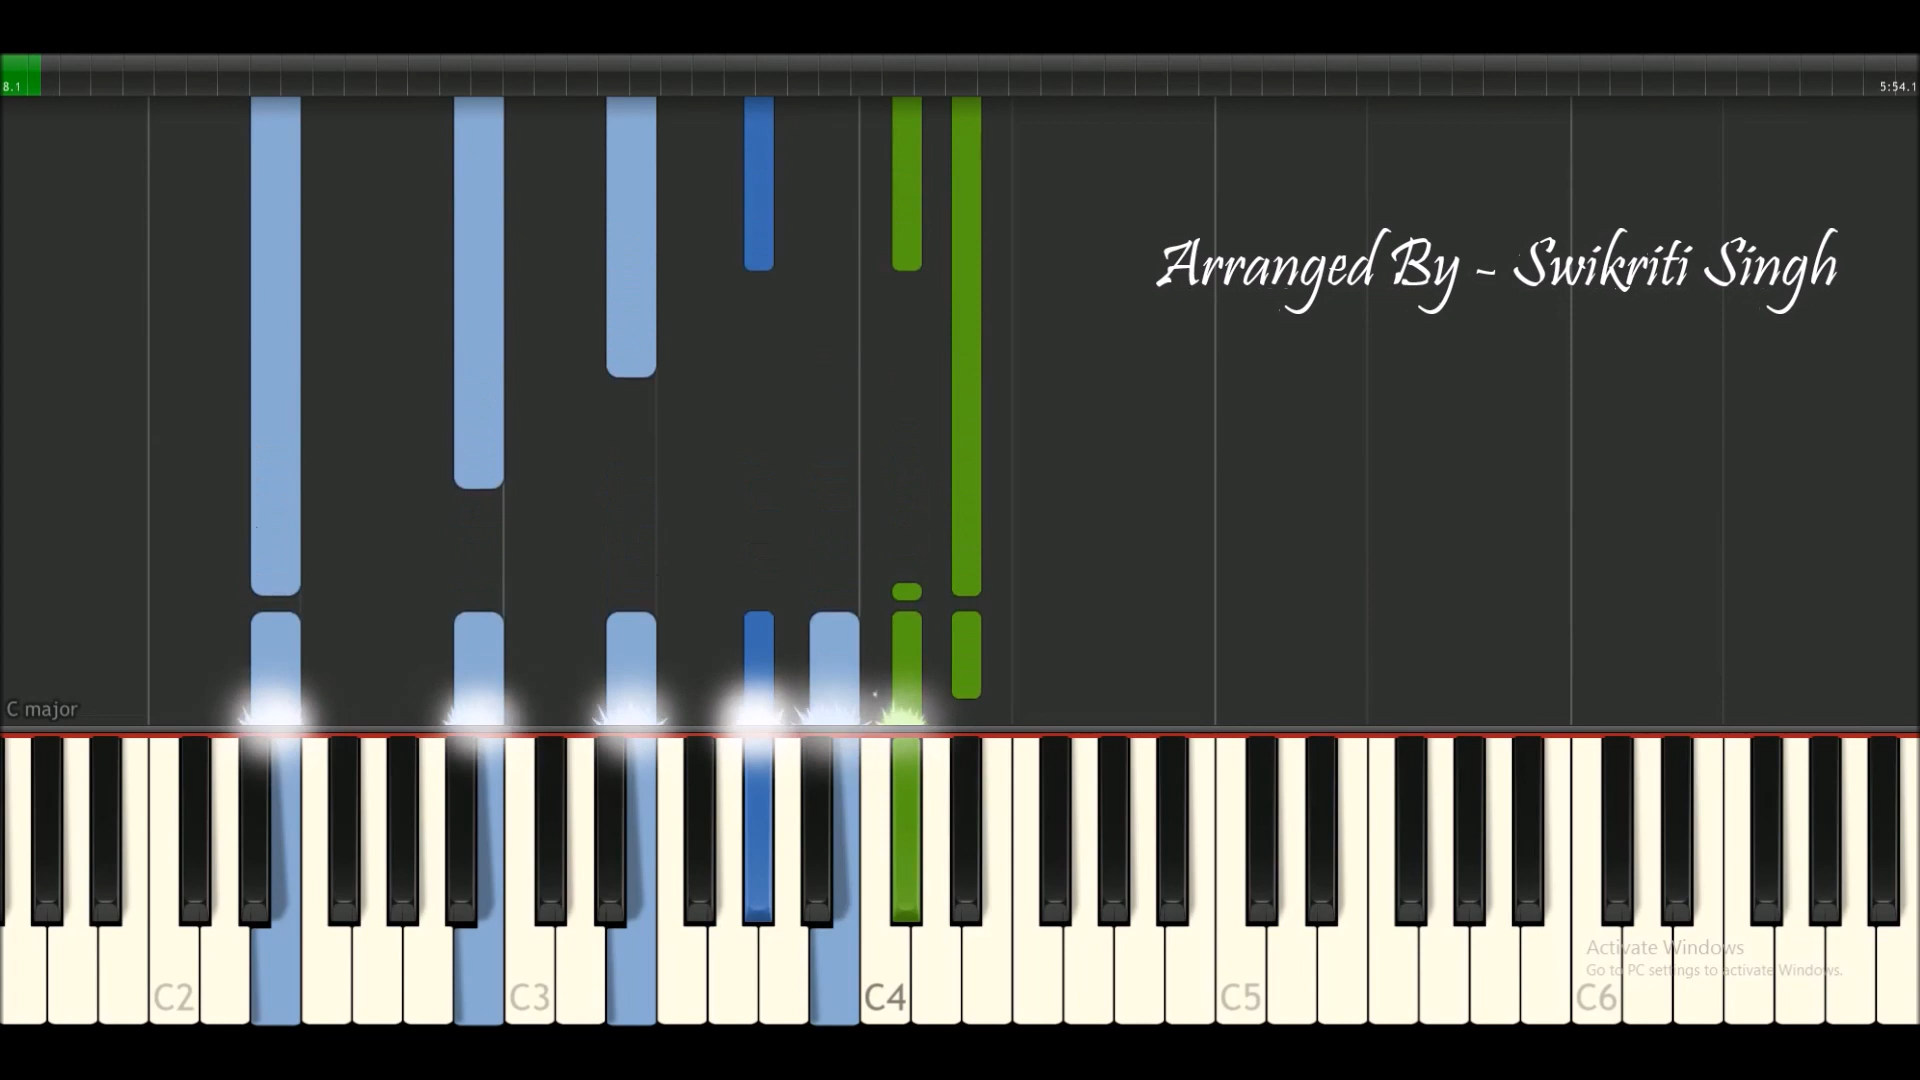 8.1
5:54.1
Arranged By - Swikriti Singh
C major
Activate Windows
Go to PC settings to activate Windows.
C2 C3 C4 C5 C6